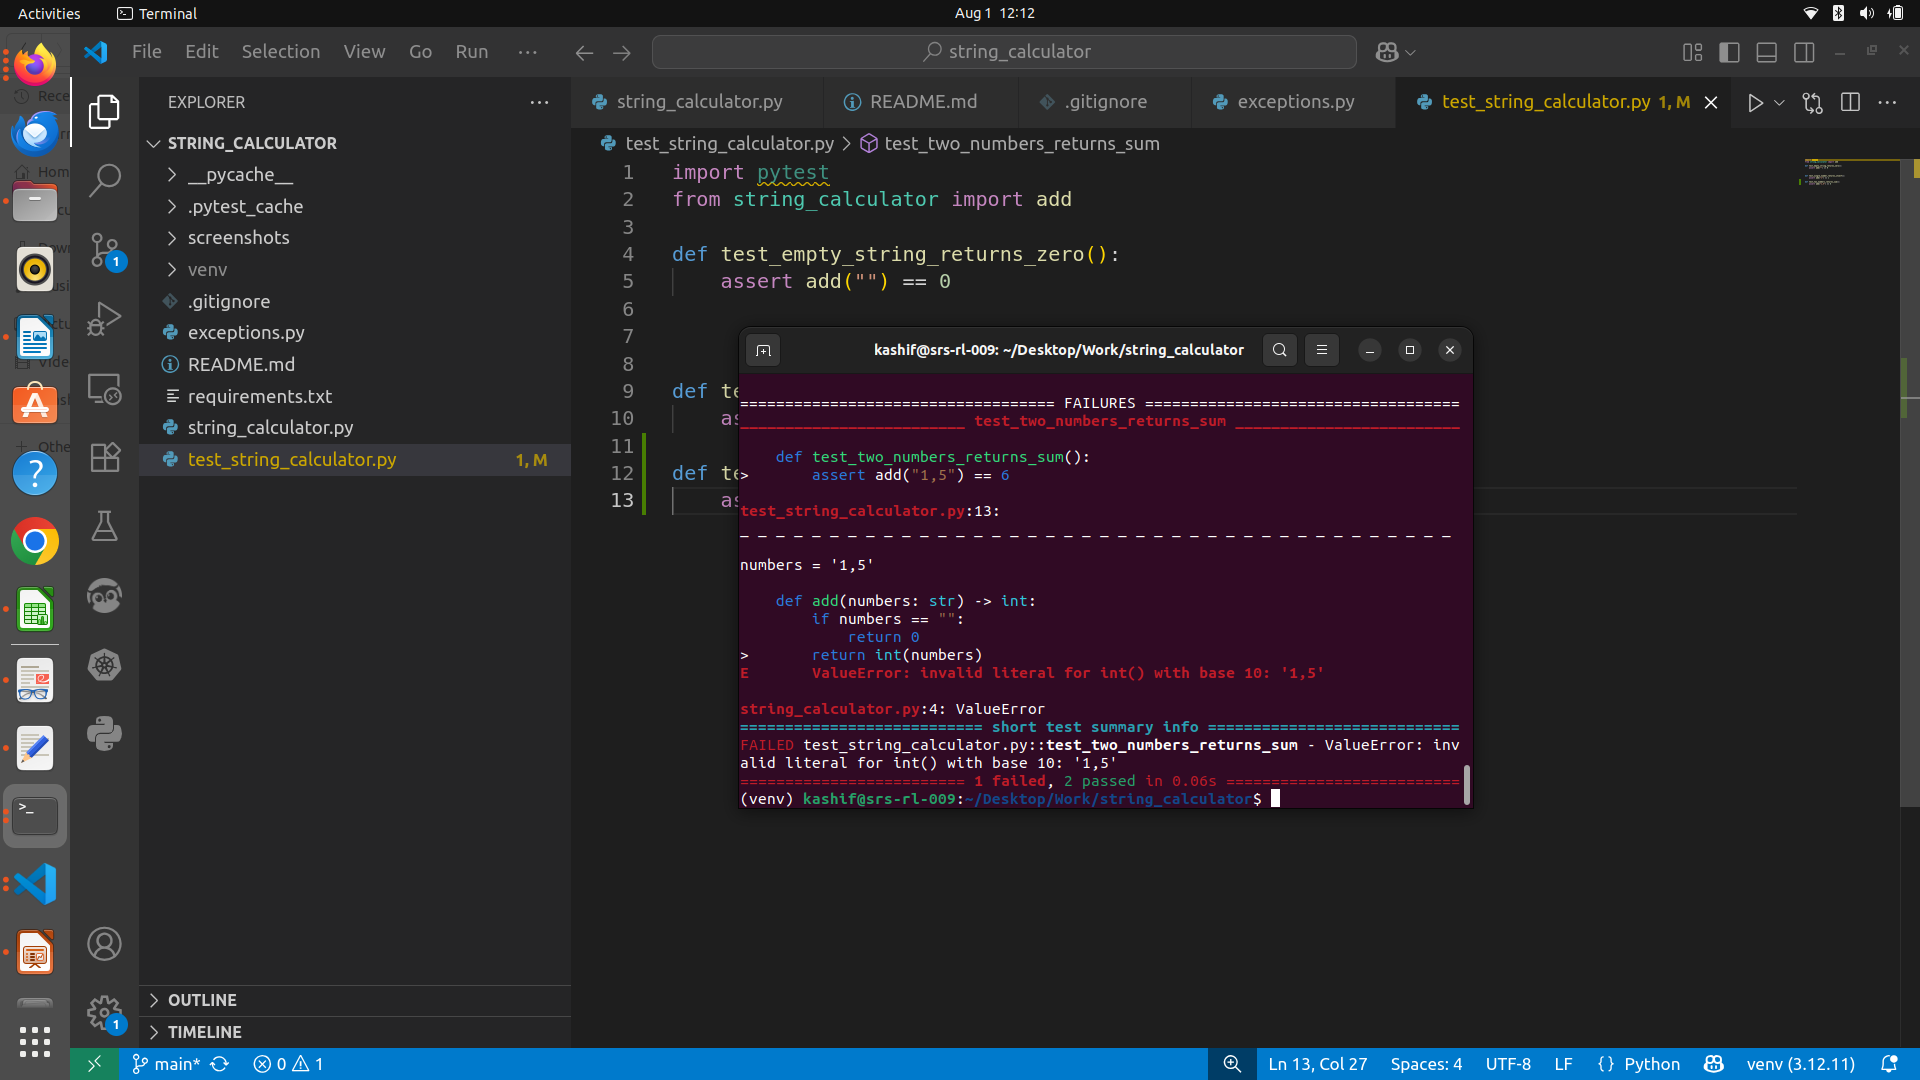 Activities
Terminal
Aug 1 12:12
File Edit Selection View Go Run ···
string_calculator
EXPLORER
STRING_CALCULATOR
__pycache__
.pytest_cache
screenshots
venv
.gitignore
exceptions.py
README.md
requirements.txt
string_calculator.py
test_string_calculator.py 1, M
OUTLINE
TIMELINE
string_calculator.py
README.md
.gitignore
exceptions.py
test_string_calculator.py 1, M
test_string_calculator.py > test_two_numbers_returns_sum
1 import pytest
2 from string_calculator import add
3
4 def test_empty_string_returns_zero():
5 assert add("") == 0
6
7
8
9 def te
10 as
11
12 def te
13 as
kashif@srs-rl-009: ~/Desktop/Work/string_calculator
=================================== FAILURES ===================================
_________________________ test_two_numbers_returns_sum _________________________
def test_two_numbers_returns_sum():
> assert add("1,5") == 6
test_string_calculator.py:13:
_ _ _ _ _ _ _ _ _ _ _ _ _ _ _ _ _ _ _ _ _ _ _ _ _ _ _ _ _ _ _ _ _ _ _ _ _ _ _ _
numbers = '1,5'
def add(numbers: str) -> int:
if numbers == "":
return 0
> return int(numbers)
E ValueError: invalid literal for int() with base 10: '1,5'
string_calculator.py:4: ValueError
=========================== short test summary info ============================
FAILED test_string_calculator.py::test_two_numbers_returns_sum - ValueError: inv
alid literal for int() with base 10: '1,5'
========================= 1 failed, 2 passed in 0.06s ==========================
(venv) kashif@srs-rl-009:~/Desktop/Work/string_calculator$
main* 0 1
Ln 13, Col 27
Spaces: 4
UTF-8
LF
{ } Python
venv (3.12.11)